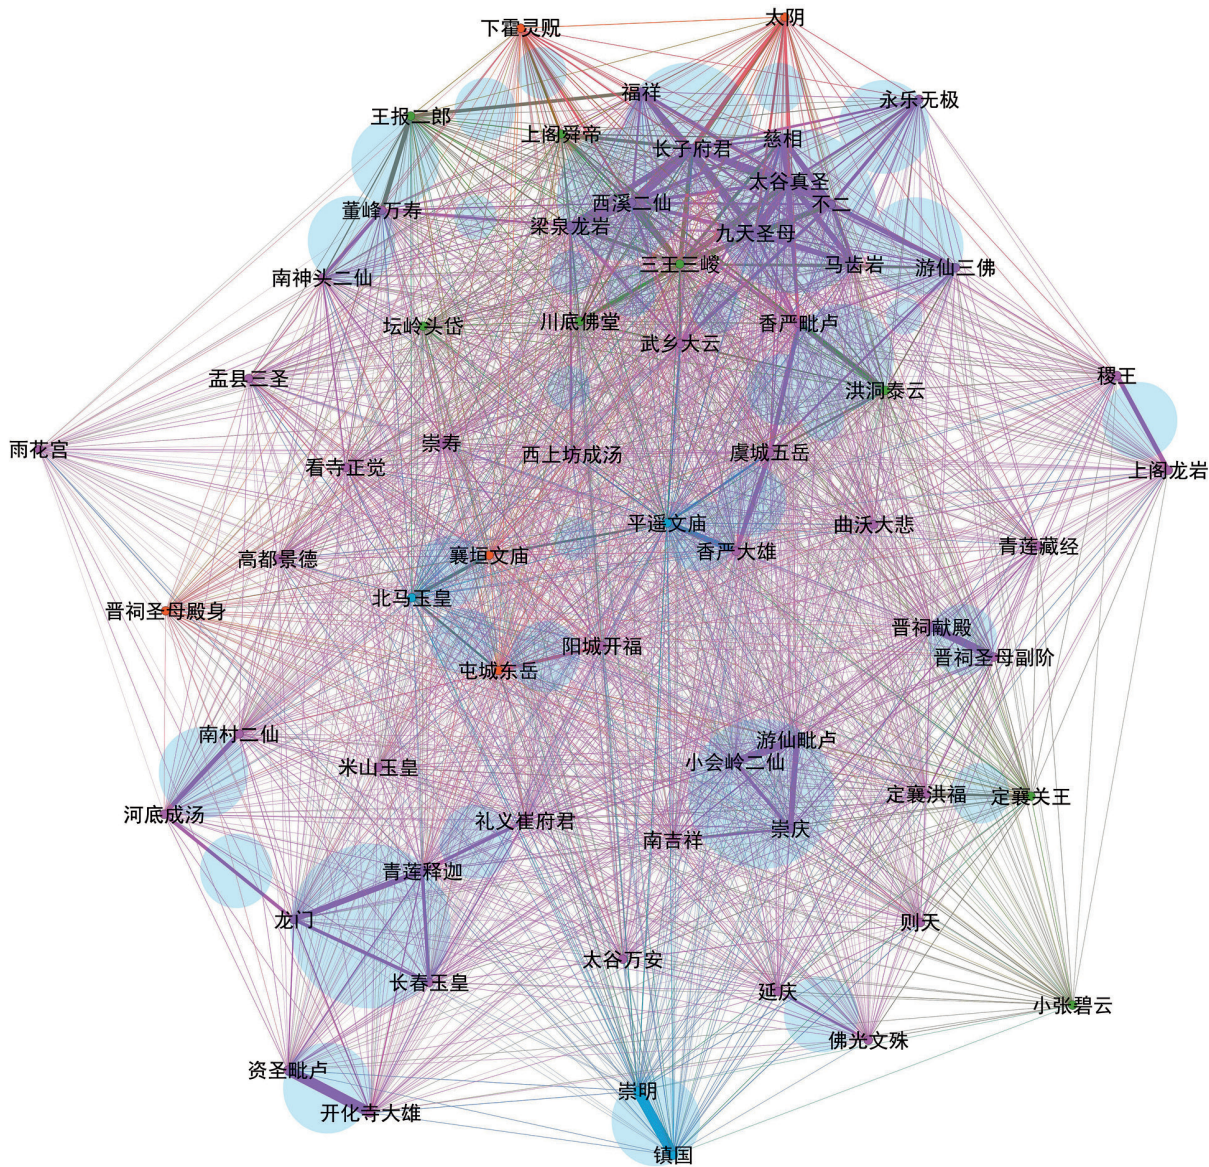 太阴
下霍灵贶
福祥
永乐无极
王报二郎
上阁舜帝
慈相
长子府君
太谷真圣
西溪二仙
不二
董峰万寿
梁泉龙岩
九天圣母
三王三嵕
马齿岩
游仙三佛
南神头二仙
坛岭头岱
川底佛堂
香严毗卢
武乡大云
盂县三圣
稷王
洪洞泰云
雨花宫
崇寿
看寺正觉
西上坊成汤
虞城五岳
上阁龙岩
平遥文庙
曲沃大悲
高都景德
襄垣文庙
香严大雄
青莲藏经
北马玉皇
晋祠圣母殿身
晋祠献殿
阳城开福
晋祠圣母副阶
屯城东岳
南村二仙
游仙毗卢
米山玉皇
小会岭二仙
定襄洪福
定襄关王
河底成汤
礼义崔府君
崇庆
南吉祥
青莲释迦
龙门
则天
太谷万安
长春玉皇
延庆
小张碧云
佛光文殊
资圣毗卢
崇明
开化寺大雄
镇国